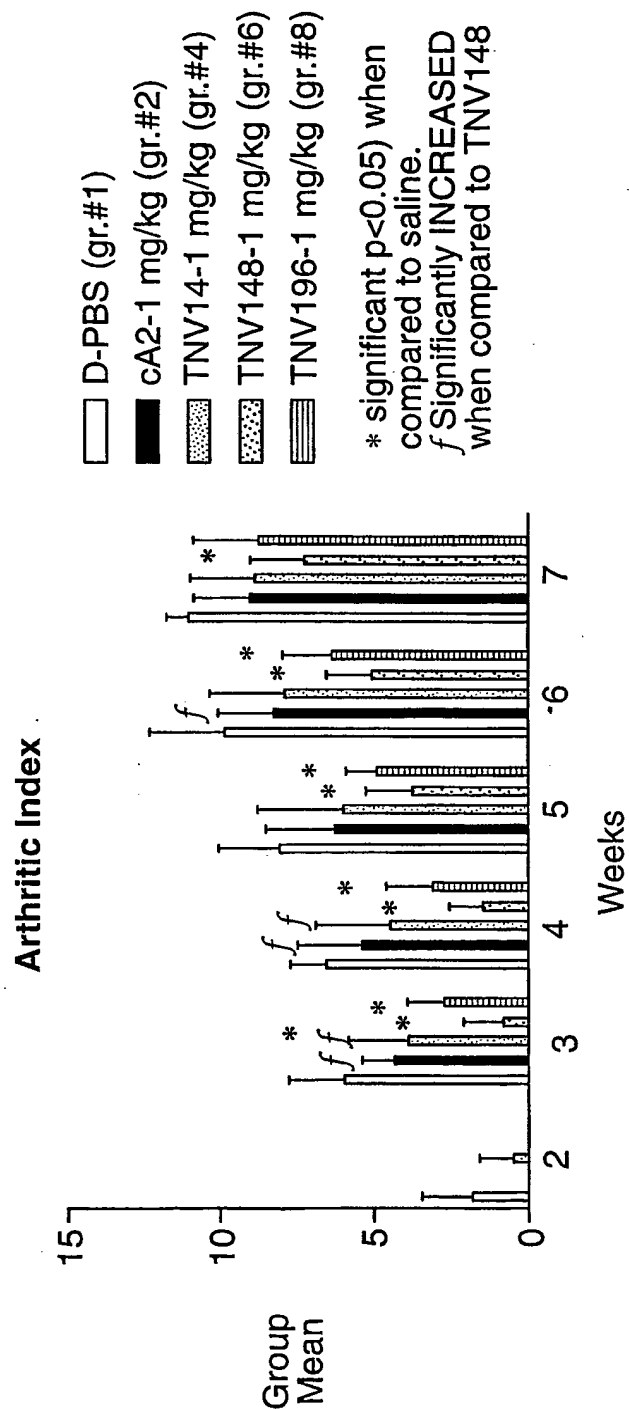 Arthritic Index
Group
Mean
15
10
5
0
2
3
4
5
6
7
Weeks
* * * * * * * * * *
f f f f f
D-PBS (gr.#1)
cA2-1 mg/kg (gr.#2)
TNV14-1 mg/kg (gr.#4)
TNV148-1 mg/kg (gr.#6)
TNV196-1 mg/kg (gr.#8)
* significant p<0.05) when
compared to saline.
f Significantly INCREASED
when compared to TNV148